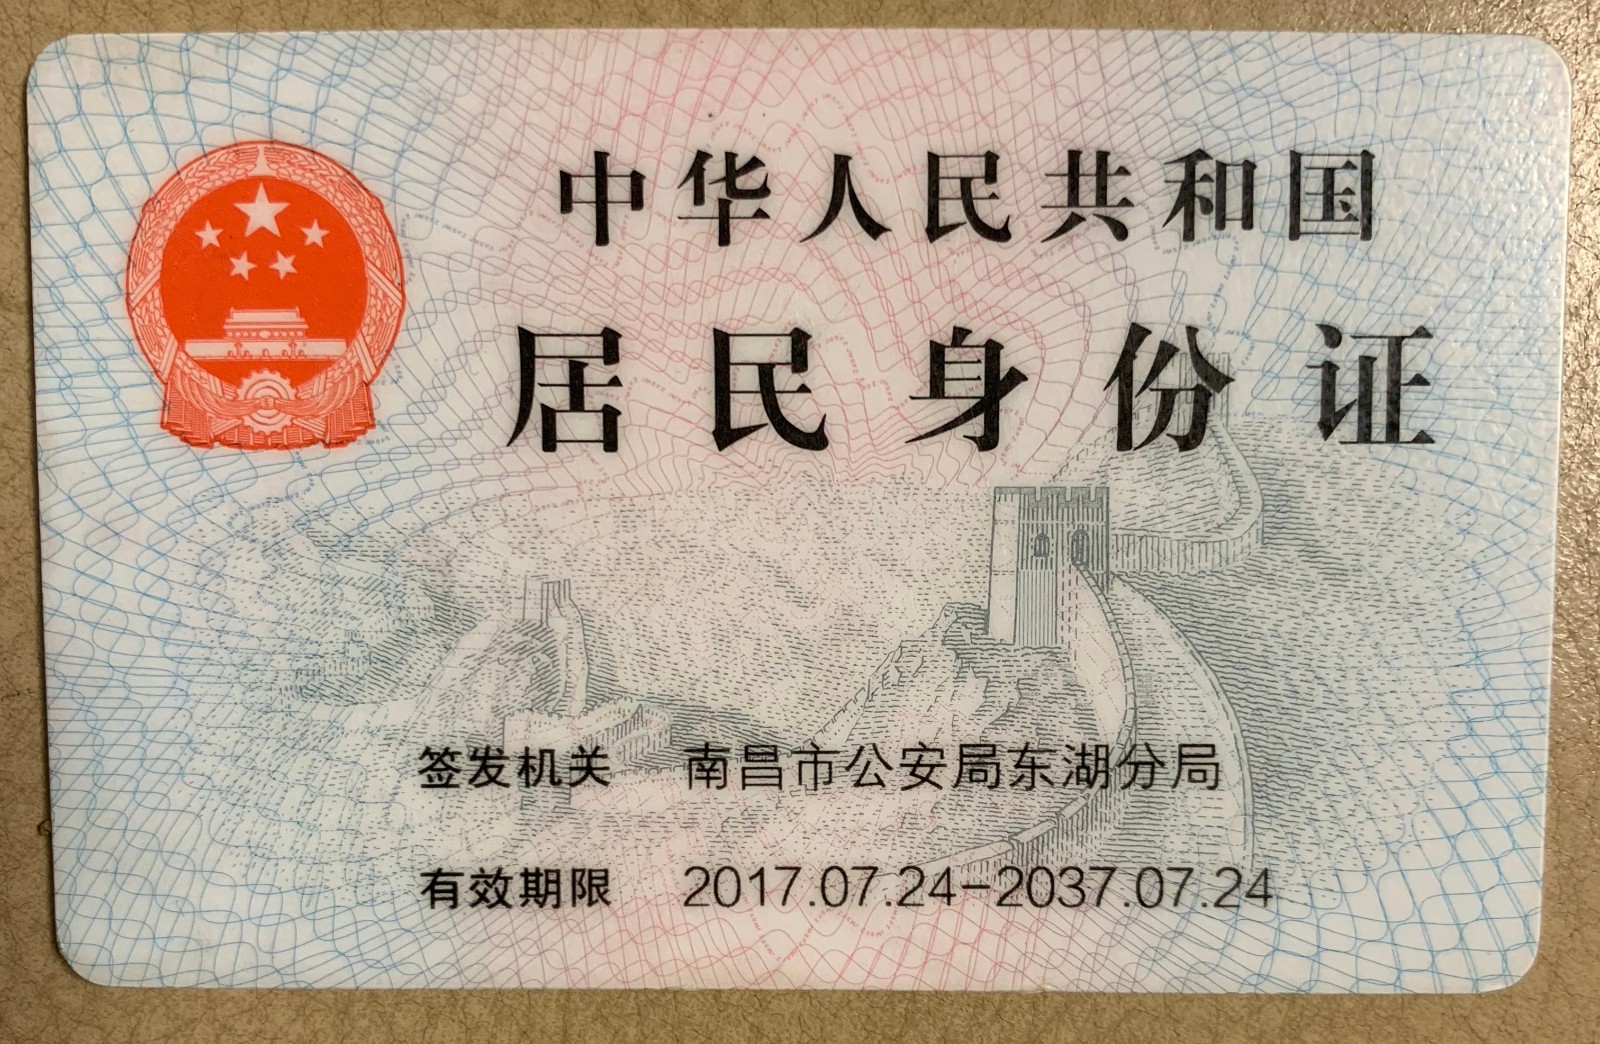 中华人民共和国
居民身份证
签发机关 南昌市公安局东湖分局
有效期限 2017.07.24-2037.07.24